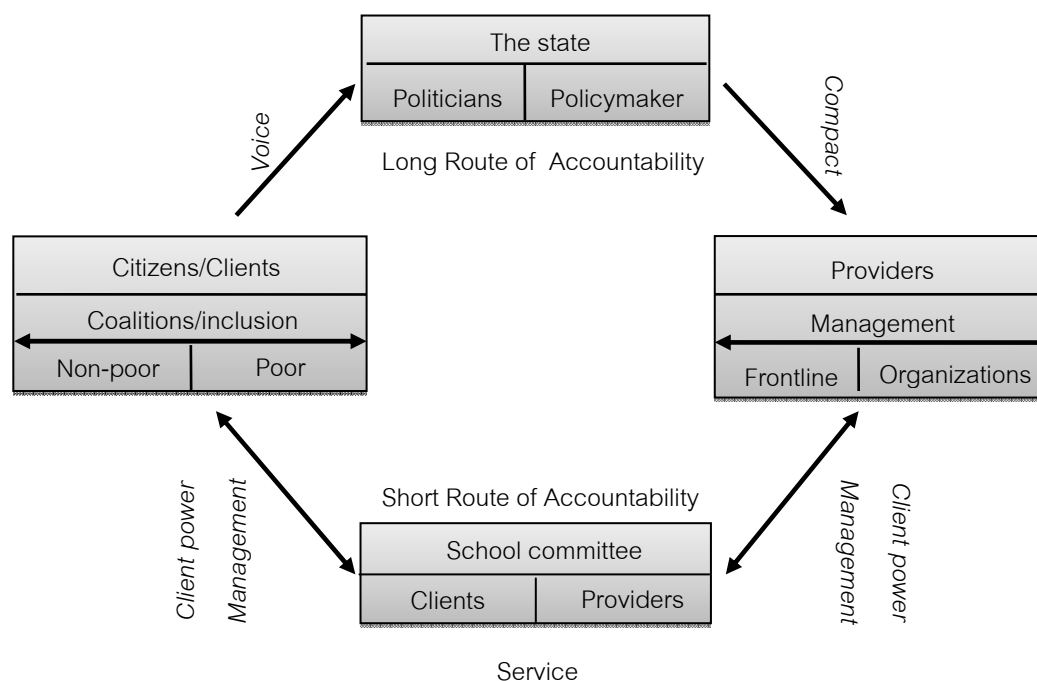 The state
Politicians
Policymaker
Voice
Compact
Long Route of Accountability
Citizens/Clients
Coalitions/inclusion
Non-poor
Poor
Providers
Management
Frontline
Organizations
Client power
Management
Short Route of Accountability
School committee
Clients
Providers
Management
Client power
Service